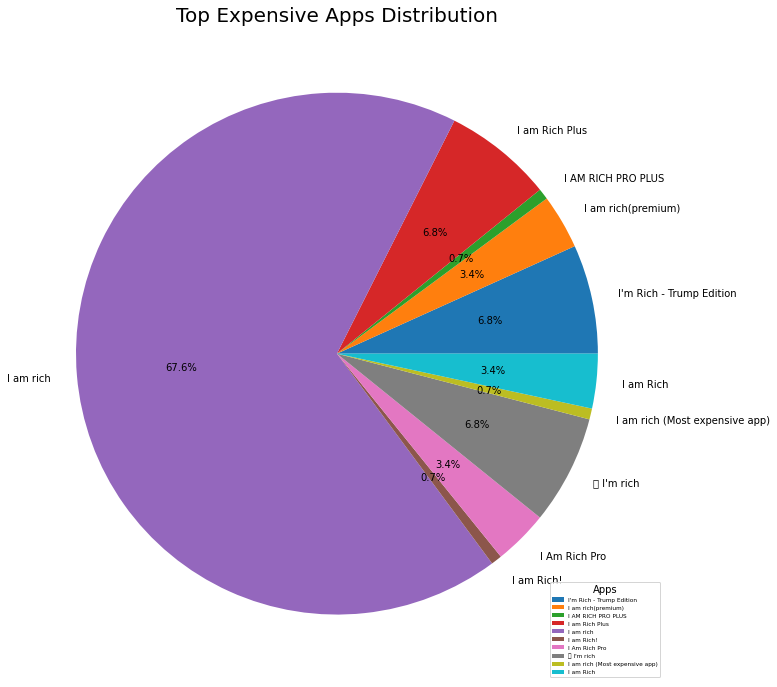 Top Expensive Apps Distribution
I am Rich Plus
I AM RICH PRO PLUS
I am rich(premium)
6.8%
0.7%
3.4%
I'm Rich - Trump Edition
6.8%
67.6%
I am rich
3.4%
I am Rich
0.7%
I am rich (Most expensive app)
6.8%
3.4%
0.7%
I'm rich
I Am Rich Pro
I am Rich!
Apps
I'm Rich - Trump Edition
I am rich(premium)
I AM RICH PRO PLUS
I am Rich Plus
I am rich
I am Rich!
I Am Rich Pro
I'm rich
I am rich (Most expensive app)
I am Rich